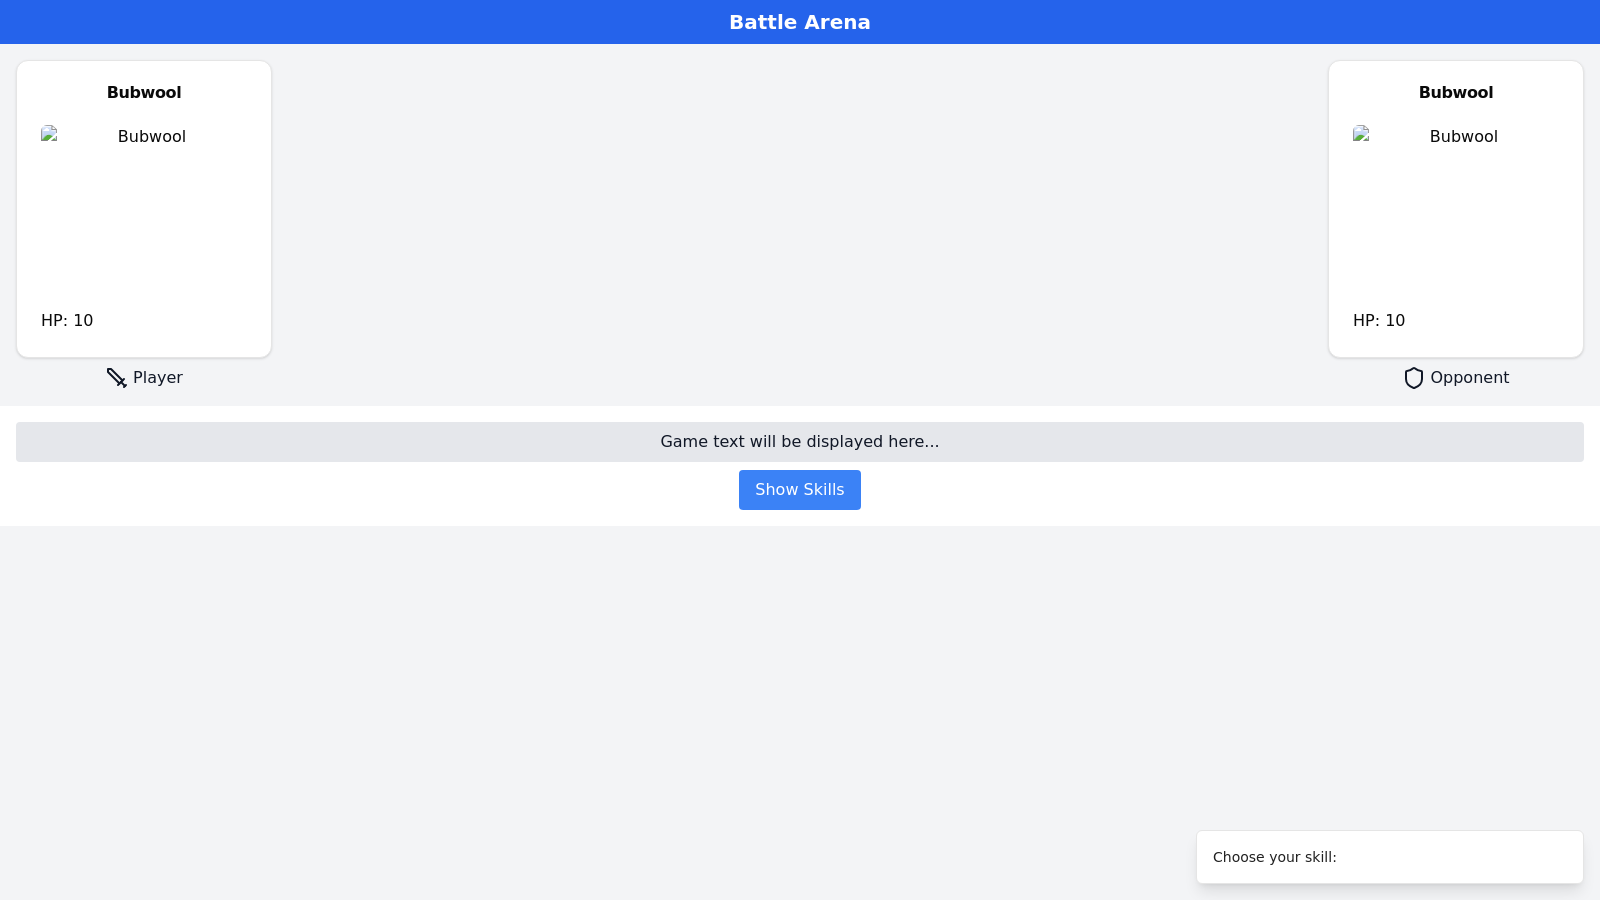 Battle Arena
Bubwool
Bubwool
HP: 10
Player
Bubwool
Bubwool
HP: 10
Opponent
Game text will be displayed here...
Show Skills
Choose your skill: